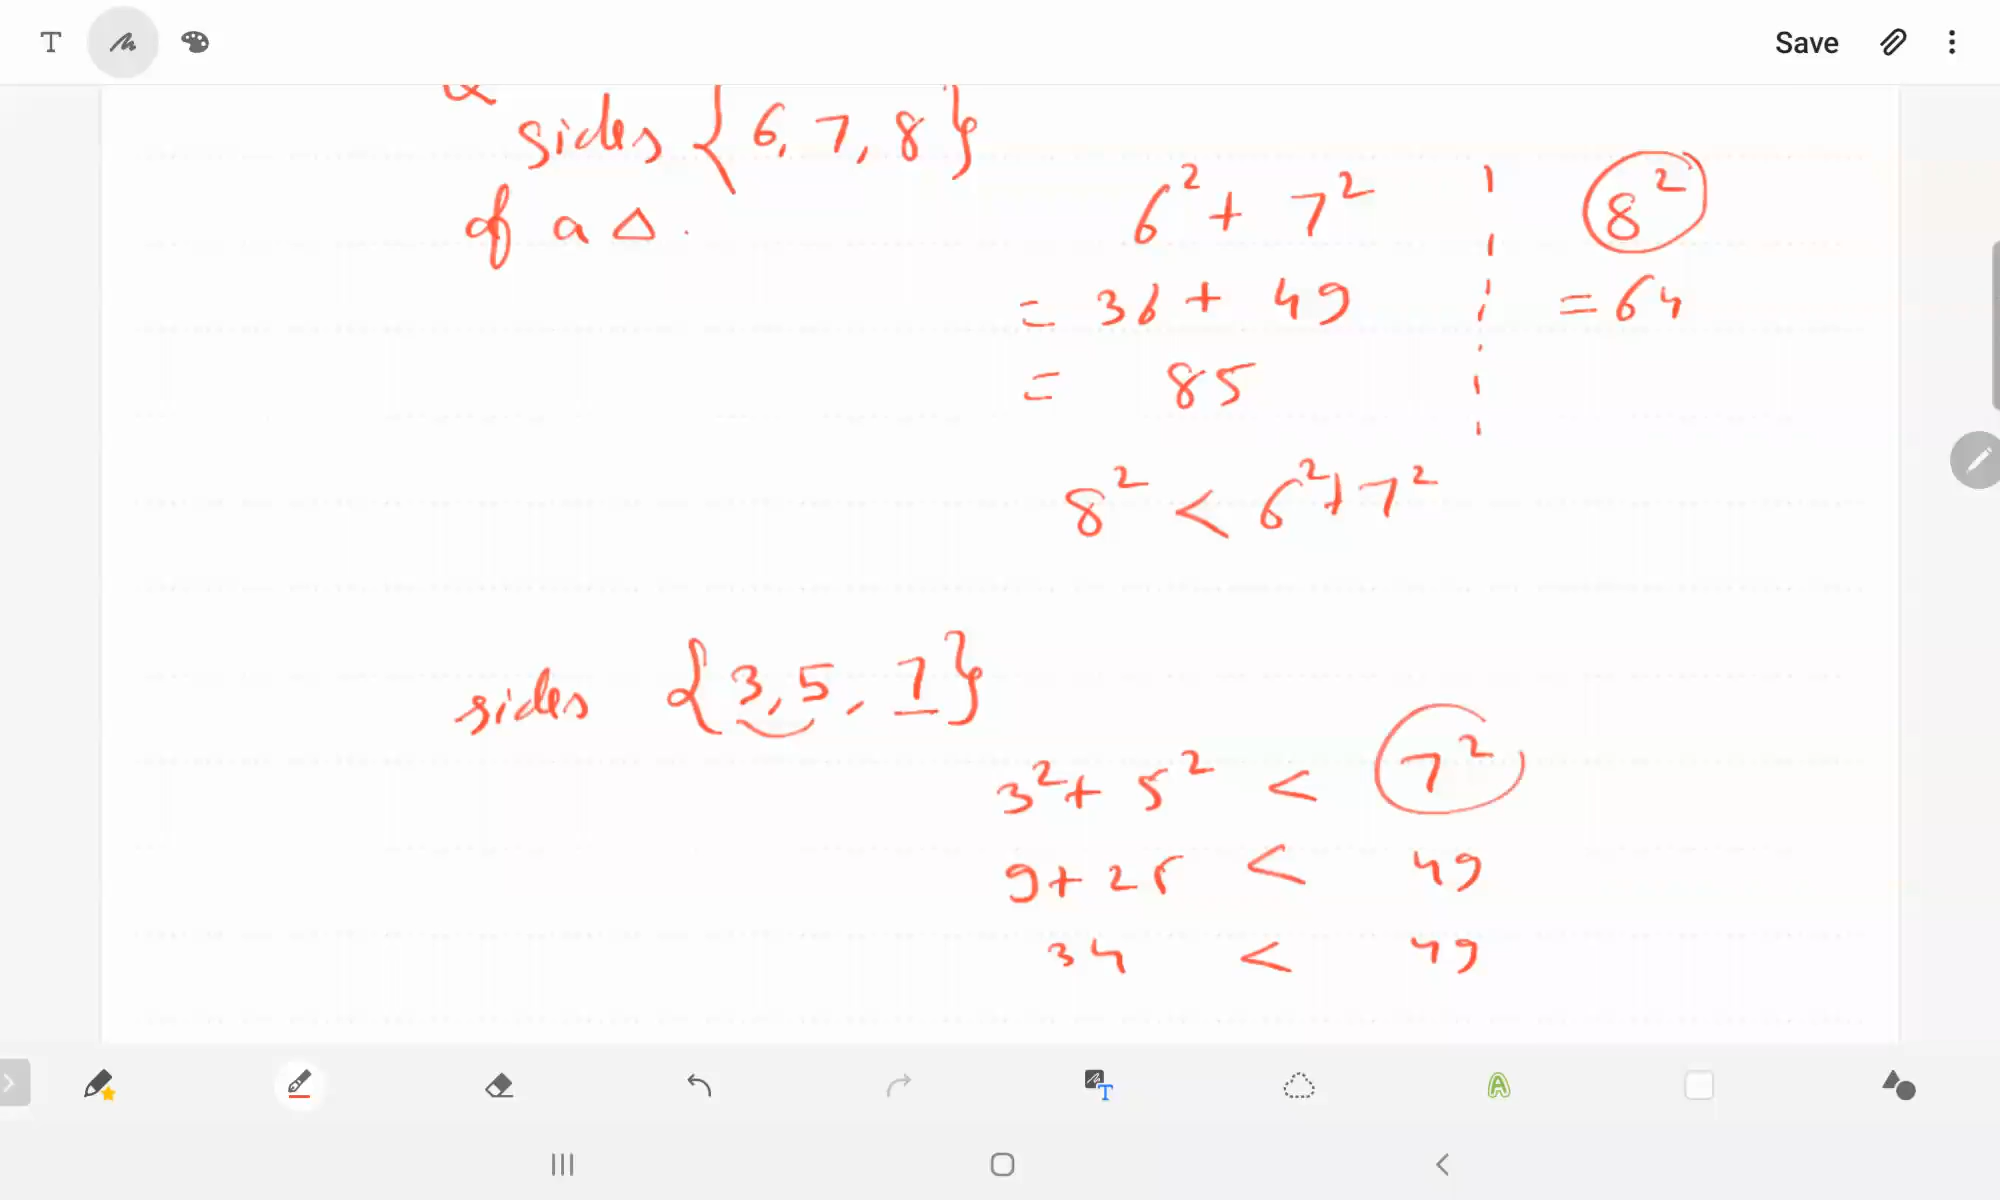 Save
sides {6, 7, 8}
of a Δ.
6² + 7² 8²
= 36 + 49 = 64
= 85
8² < 6² + 7²
sides {3, 5, 7}
3² + 5² < 7²
9 + 25 < 49
34 < 49